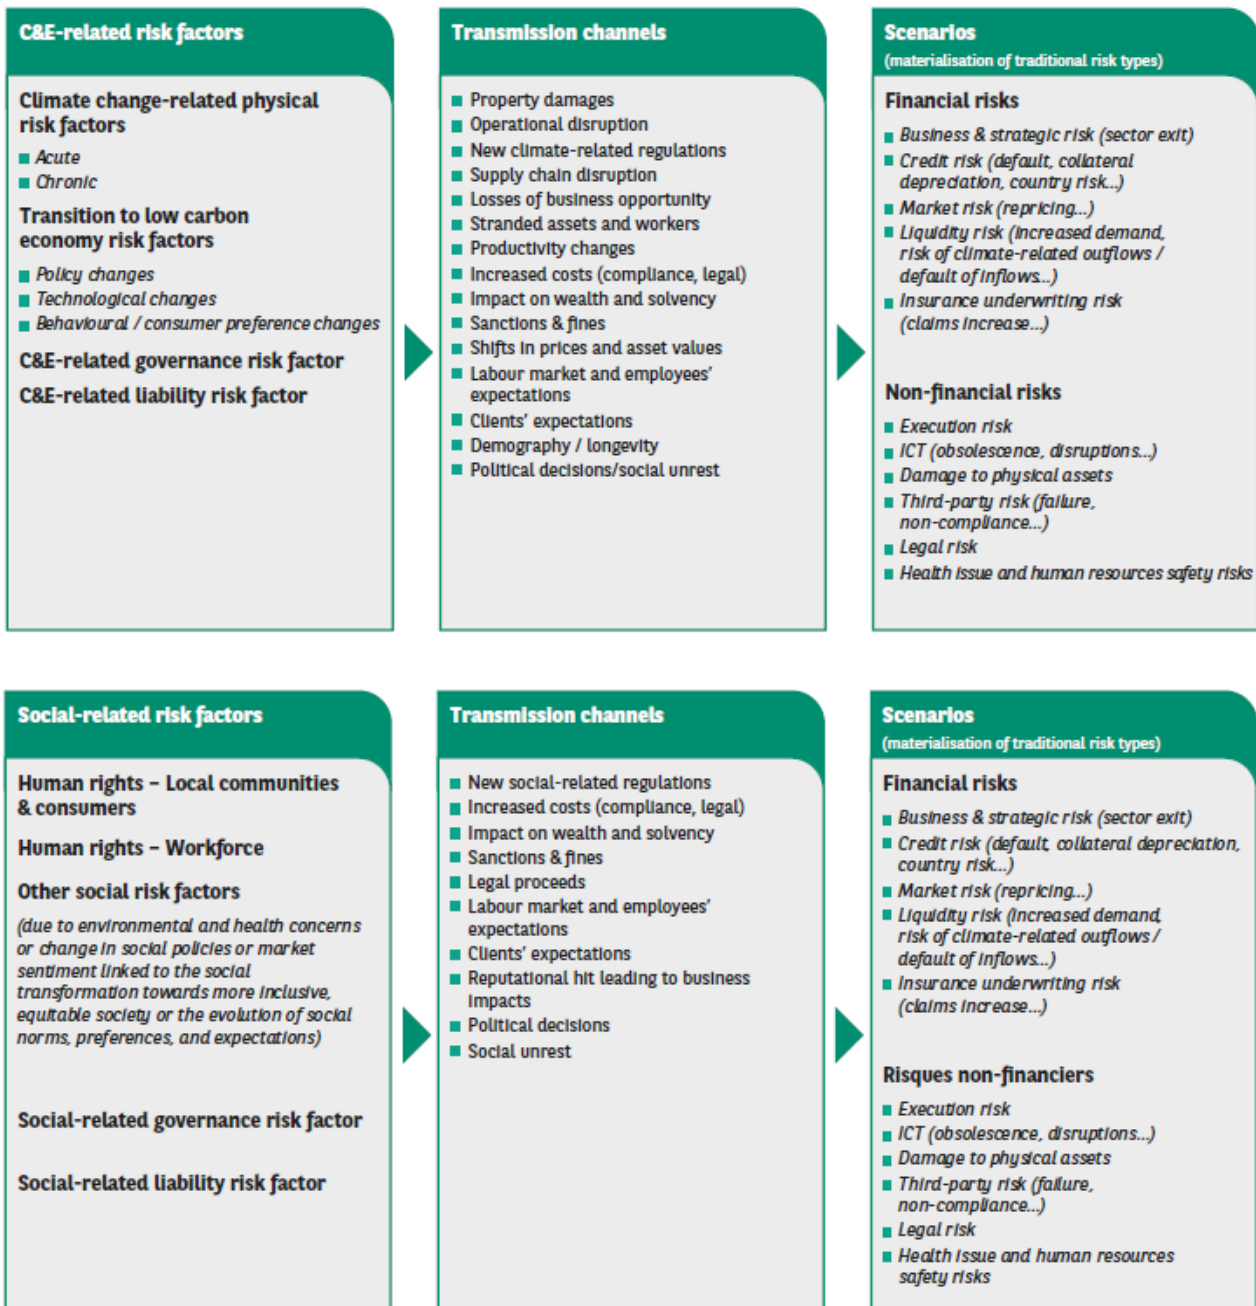 C&E-related risk factors
Climate change-related physical
risk factors
Acute
Chronic
Transition to low carbon
economy risk factors
Policy changes
Technological changes
Behavioural / consumer preference changes
C&E-related governance risk factor
C&E-related liability risk factor
Transmission channels
Property damages
Operational disruption
New climate-related regulations
Supply chain disruption
Losses of business opportunity
Stranded assets and workers
Productivity changes
Increased costs (compliance, legal)
Impact on wealth and solvency
Sanctions & fines
Shifts in prices and asset values
Labour market and employees'
expectations
Clients' expectations
Demography / longevity
Political decisions/social unrest
Scenarios
(materialisation of traditional risk types)
Financial risks
Business & strategic risk (sector exit)
Credit risk (default, collateral
depreciation, country risk...)
Market risk (repricing...)
Liquidity risk (increased demand,
risk of climate-related outflows /
default of inflows...)
Insurance underwriting risk
(claims increase...)
Non-financial risks
Execution risk
ICT (obsolescence, disruptions...)
Damage to physical assets
Third-party risk (failure,
non-compliance...)
Legal risk
Health issue and human resources safety risks
Social-related risk factors
Human rights – Local communities
& consumers
Human rights – Workforce
Other social risk factors
(due to environmental and health concerns
or change in social policies or market
sentiment linked to the social
transformation towards more inclusive,
equitable society or the evolution of social
norms, preferences, and expectations)
Social-related governance risk factor
Social-related liability risk factor
Transmission channels
New social-related regulations
Increased costs (compliance, legal)
Impact on wealth and solvency
Sanctions & fines
Legal proceeds
Labour market and employees'
expectations
Clients' expectations
Reputational hit leading to business
impacts
Political decisions
Social unrest
Scenarios
(materialisation of traditional risk types)
Financial risks
Business & strategic risk (sector exit)
Credit risk (default, collateral depreciation,
country risk...)
Market risk (repricing...)
Liquidity risk (increased demand,
risk of climate-related outflows /
default of inflows...)
Insurance underwriting risk
(claims increase...)
Risques non-financiers
Execution risk
ICT (obsolescence, disruptions...)
Damage to physical assets
Third-party risk (failure,
non-compliance...)
Legal risk
Health issue and human resources
safety risks